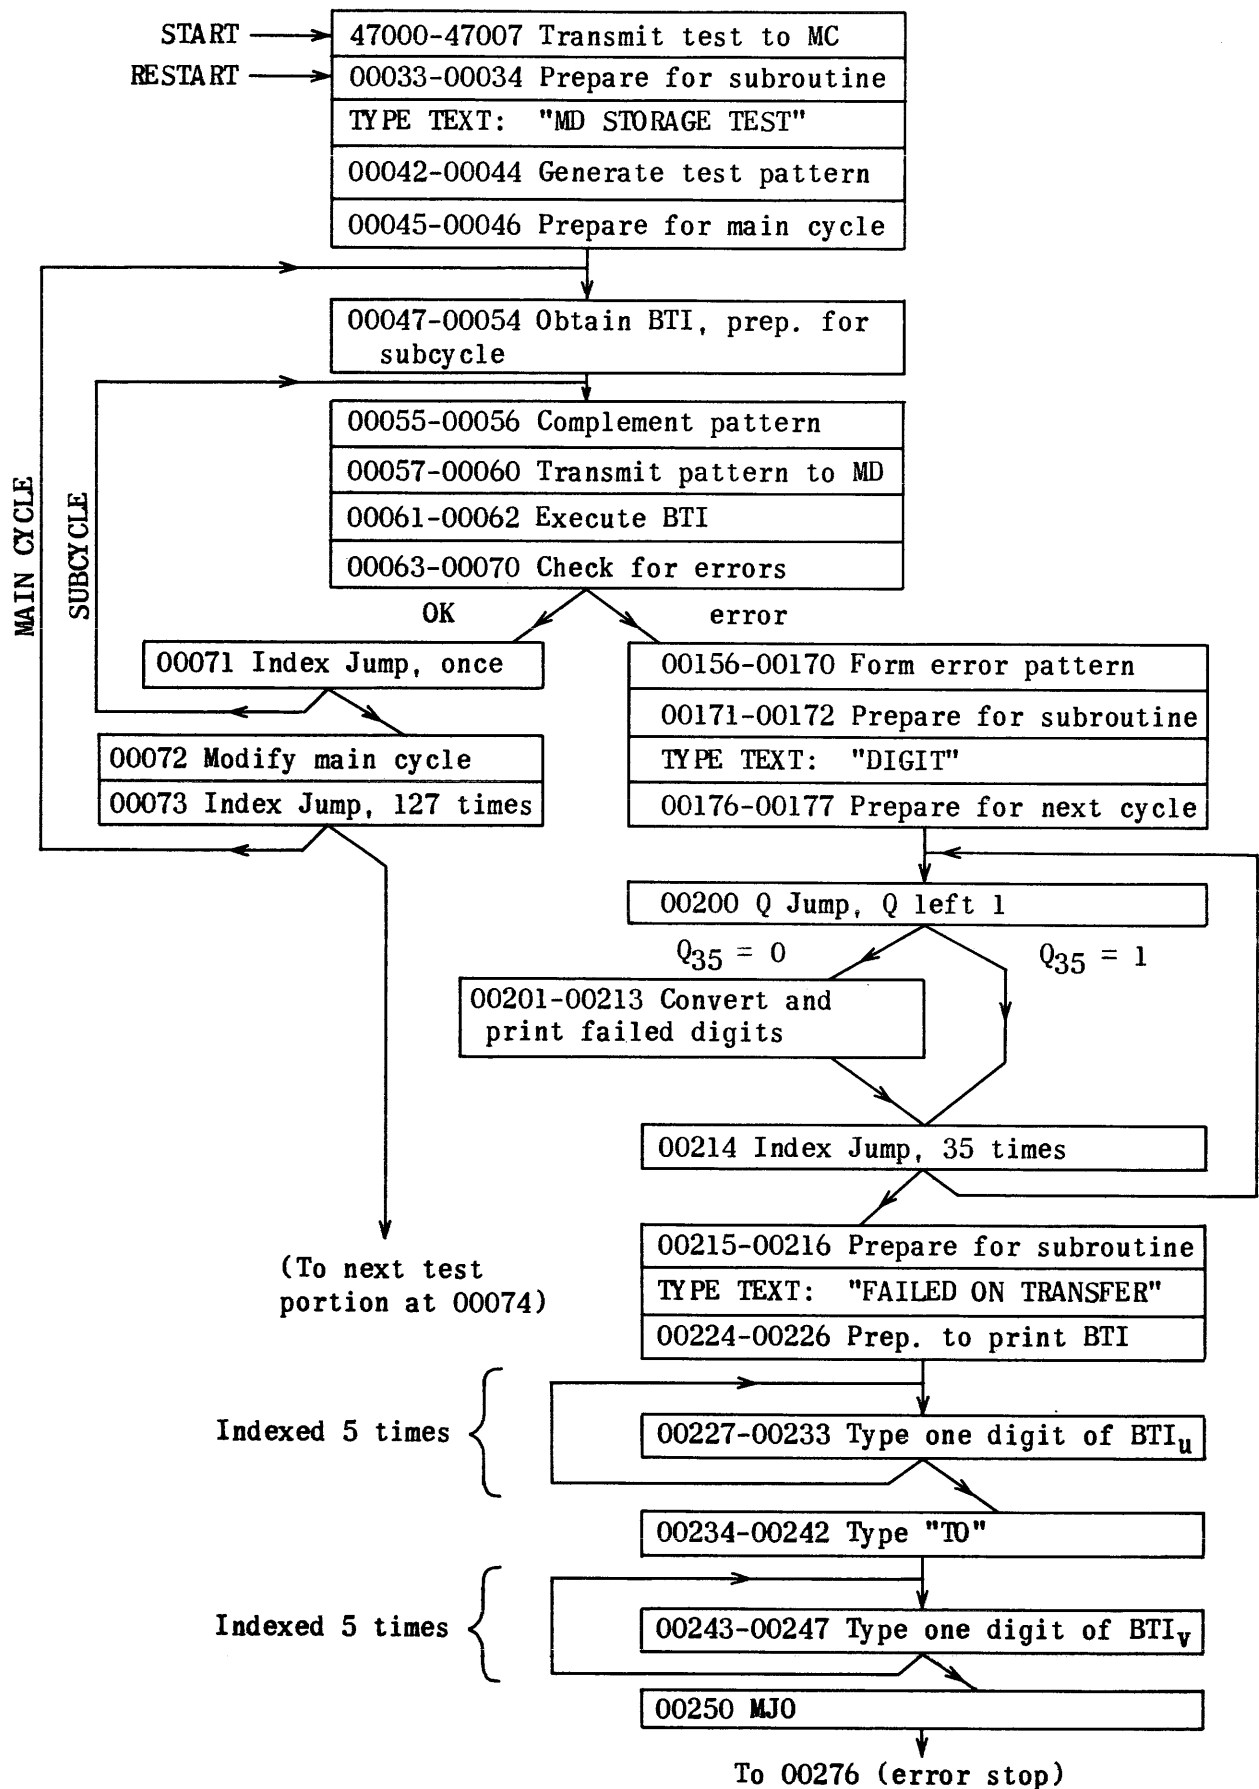 START
47000-47007 Transmit test to MC
RESTART
00033-00034 Prepare for subroutine
TYPE TEXT: "MD STORAGE TEST"
00042-00044 Generate test pattern
00045-00046 Prepare for main cycle
00047-00054 Obtain BTI, prep. for
subcycle
MAIN CYCLE
SUBCYCLE
00055-00056 Complement pattern
00057-00060 Transmit pattern to MD
00061-00062 Execute BTI
00063-00070 Check for errors
OK
error
00071 Index Jump, once
00072 Modify main cycle
00073 Index Jump, 127 times
(To next test
portion at 00074)
00156-00170 Form error pattern
00171-00172 Prepare for subroutine
TYPE TEXT: "DIGIT"
00176-00177 Prepare for next cycle
00200 Q Jump, Q left 1
Q35 = 0
Q35 = 1
00201-00213 Convert and
print failed digits
00214 Index Jump, 35 times
00215-00216 Prepare for subroutine
TYPE TEXT: "FAILED ON TRANSFER"
00224-00226 Prep. to print BTI
Indexed 5 times
00227-00233 Type one digit of BTIu
00234-00242 Type "TO"
Indexed 5 times
00243-00247 Type one digit of BTIv
00250 MJO
To 00276 (error stop)